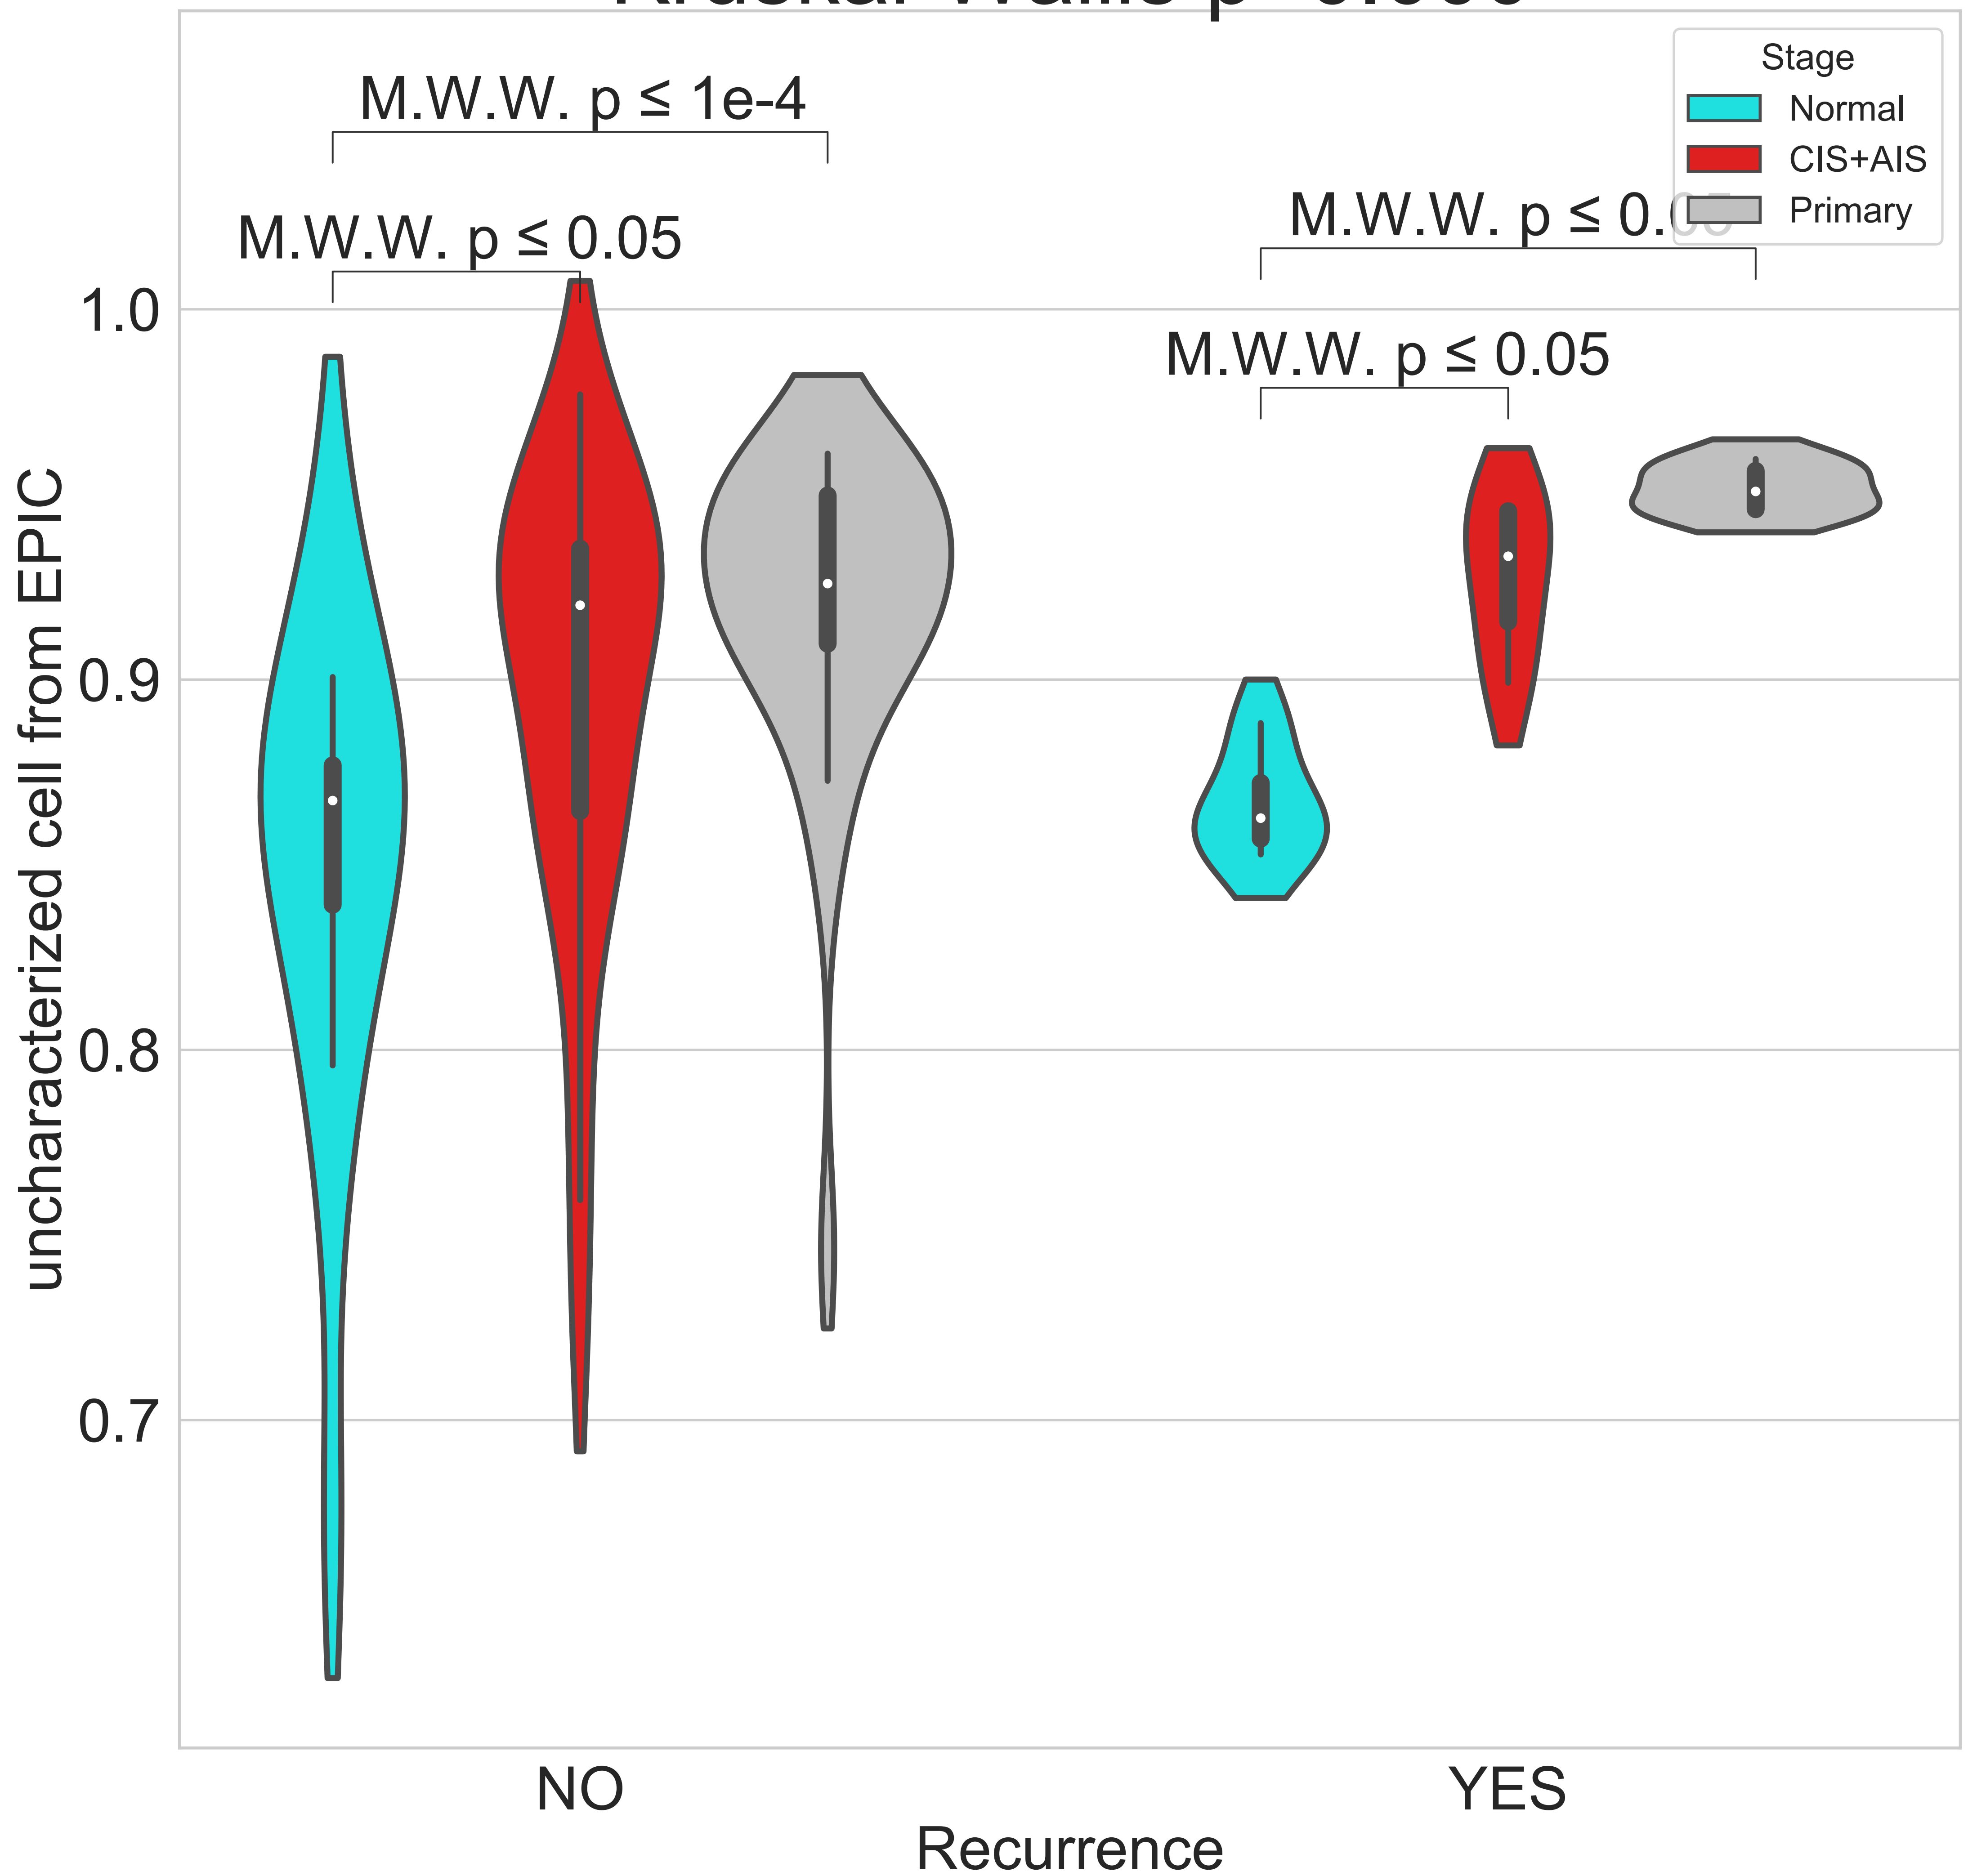 M.W.W. p ≤ 1e-4
M.W.W. p ≤ 0.05
M.W.W. p ≤ 0.05
M.W.W. p ≤ 0.05
Stage
Normal
CIS+AIS
Primary
1.0
0.9
0.8
0.7
uncharacterized cell from EPIC
NO
YES
Recurrence